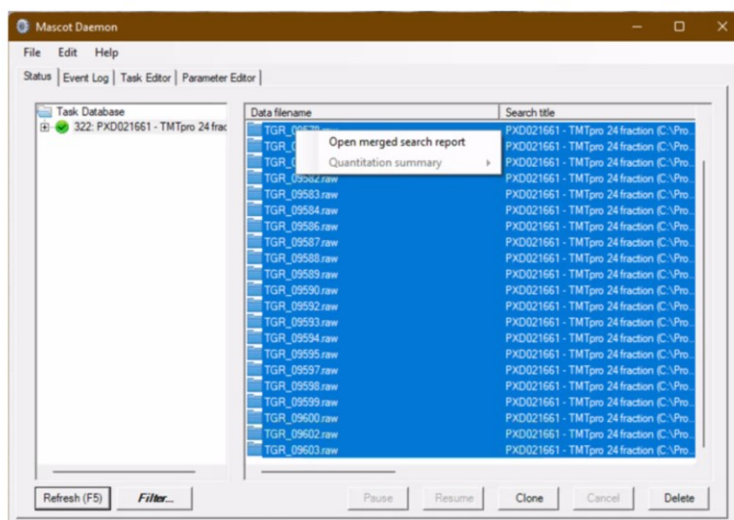 Mascot Daemon
File Edit Help
Status Event Log Task Editor Parameter Editor
Task Database
322: PXD021661 - TMTpro 24 frac
Data filename Search title
PXD021661 - TMTpro 24 fraction (C:\Pro...
Open merged search report
PXD021661 - TMTpro 24 fraction (C:\Pro...
Quantitation summary
PXD021661 - TMTpro 24 fraction (C:\Pro...
TGR_09582.raw PXD021661 - TMTpro 24 fraction (C:\Pro...
TGR_09583.raw PXD021661 - TMTpro 24 fraction (C:\Pro...
TGR_09584.raw PXD021661 - TMTpro 24 fraction (C:\Pro...
TGR_09586.raw PXD021661 - TMTpro 24 fraction (C:\Pro...
TGR_09587.raw PXD021661 - TMTpro 24 fraction (C:\Pro...
TGR_09588.raw PXD021661 - TMTpro 24 fraction (C:\Pro...
TGR_09589.raw PXD021661 - TMTpro 24 fraction (C:\Pro...
TGR_09590.raw PXD021661 - TMTpro 24 fraction (C:\Pro...
TGR_09592.raw PXD021661 - TMTpro 24 fraction (C:\Pro...
TGR_09593.raw PXD021661 - TMTpro 24 fraction (C:\Pro...
TGR_09594.raw PXD021661 - TMTpro 24 fraction (C:\Pro...
TGR_09595.raw PXD021661 - TMTpro 24 fraction (C:\Pro...
TGR_09597.raw PXD021661 - TMTpro 24 fraction (C:\Pro...
TGR_09598.raw PXD021661 - TMTpro 24 fraction (C:\Pro...
TGR_09599.raw PXD021661 - TMTpro 24 fraction (C:\Pro...
TGR_09600.raw PXD021661 - TMTpro 24 fraction (C:\Pro...
TGR_09602.raw PXD021661 - TMTpro 24 fraction (C:\Pro...
TGR_09603.raw PXD021661 - TMTpro 24 fraction (C:\Pro...
Refresh (F5) Filter... Pause Resume Clone Cancel Delete